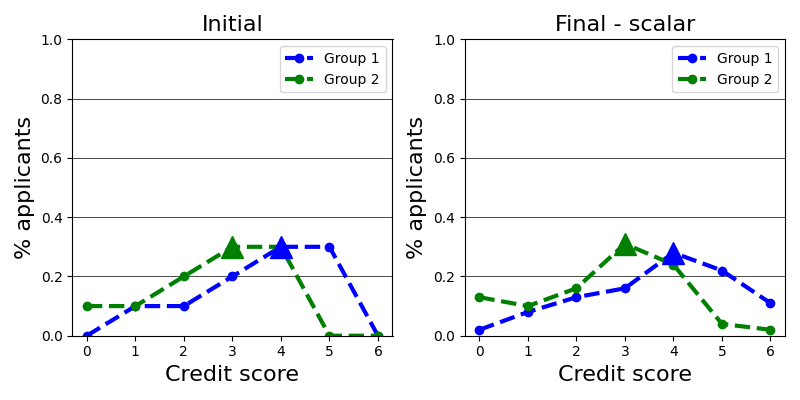 Initial
Final - scalar
% applicants
1.0
0.8
0.6
0.4
0.2
0.0
Group 1
Group 2
0 1 2 3 4 5 6
Credit score
% applicants
1.0
0.8
0.6
0.4
0.2
0.0
Group 1
Group 2
0 1 2 3 4 5 6
Credit score